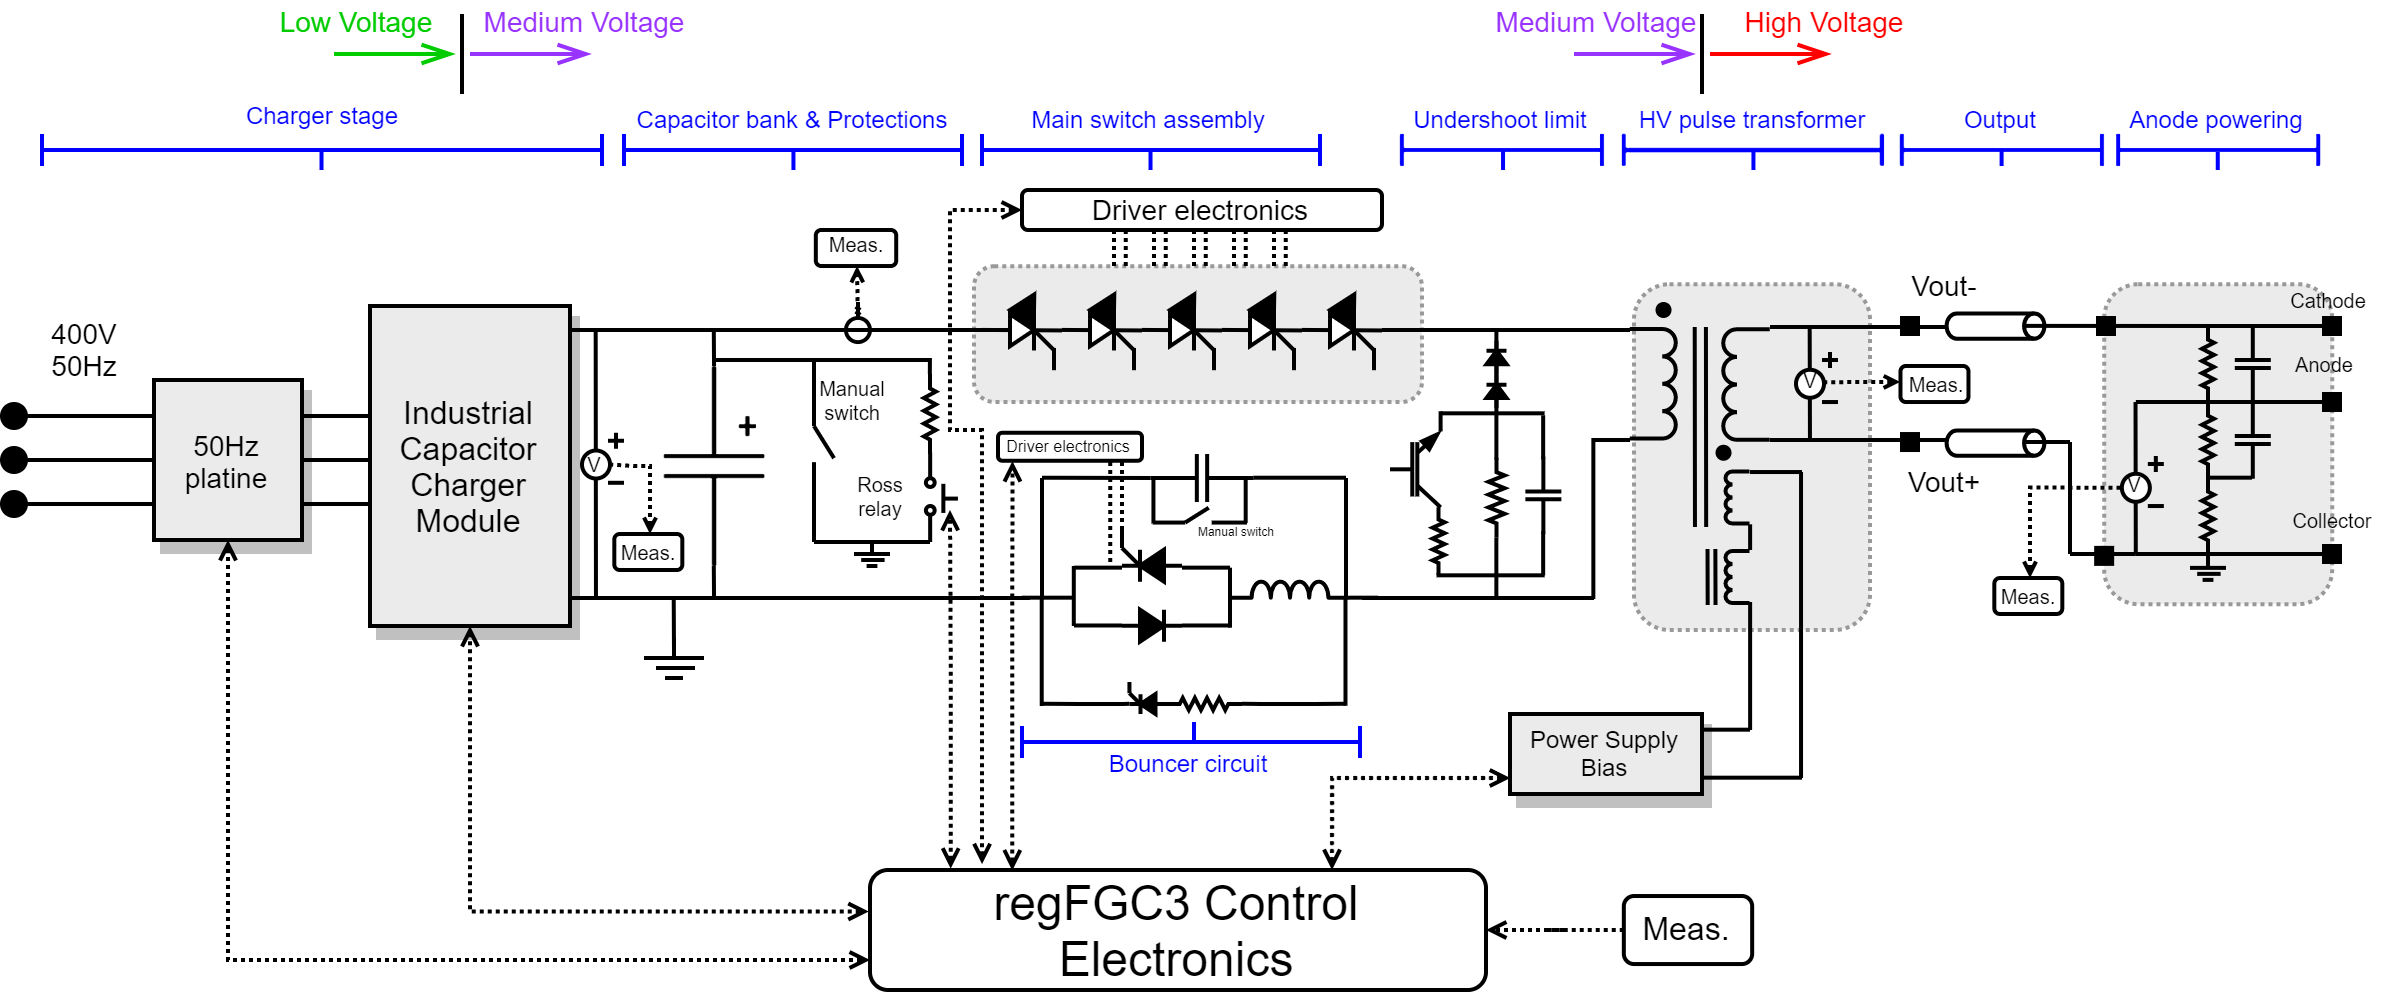 Low Voltage
Medium Voltage
Medium Voltage
High Voltage
Charger stage
Capacitor bank & Protections
Main switch assembly
Undershoot limit
HV pulse transformer
Output
Anode powering
Driver electronics
Meas.
400V
50Hz
50Hz
platine
Industrial
Capacitor
Charger
Module
V
+
−
Meas.
+
Manual
switch
Ross
relay
Driver electronics
Manual switch
Bouncer circuit
V
+
−
Meas.
Vout-
Vout+
Cathode
Anode
Collector
V
+
−
Meas.
Power Supply
Bias
regFGC3 Control
Electronics
Meas.